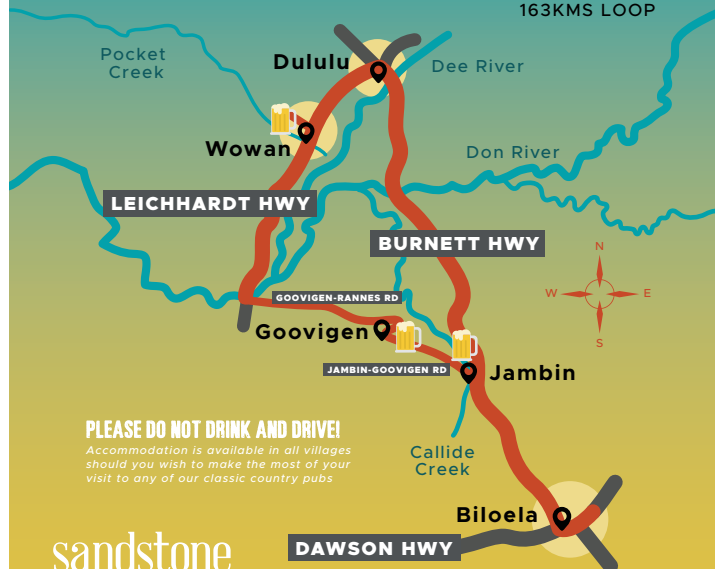 163KMS LOOP
Pocket
Creek
Dululu
Dee River
Wowan
Don River
LEICHHARDT HWY
BURNETT HWY
N
W
E
S
GOOVIGEN-RANNES RD
Goovigen
JAMBIN-GOOVIGEN RD
Jambin
PLEASE DO NOT DRINK AND DRIVE!
Accommodation is available in all villages
should you wish to make the most of your
visit to any of our classic country pubs
Callide
Creek
Biloela
DAWSON HWY
sandstone